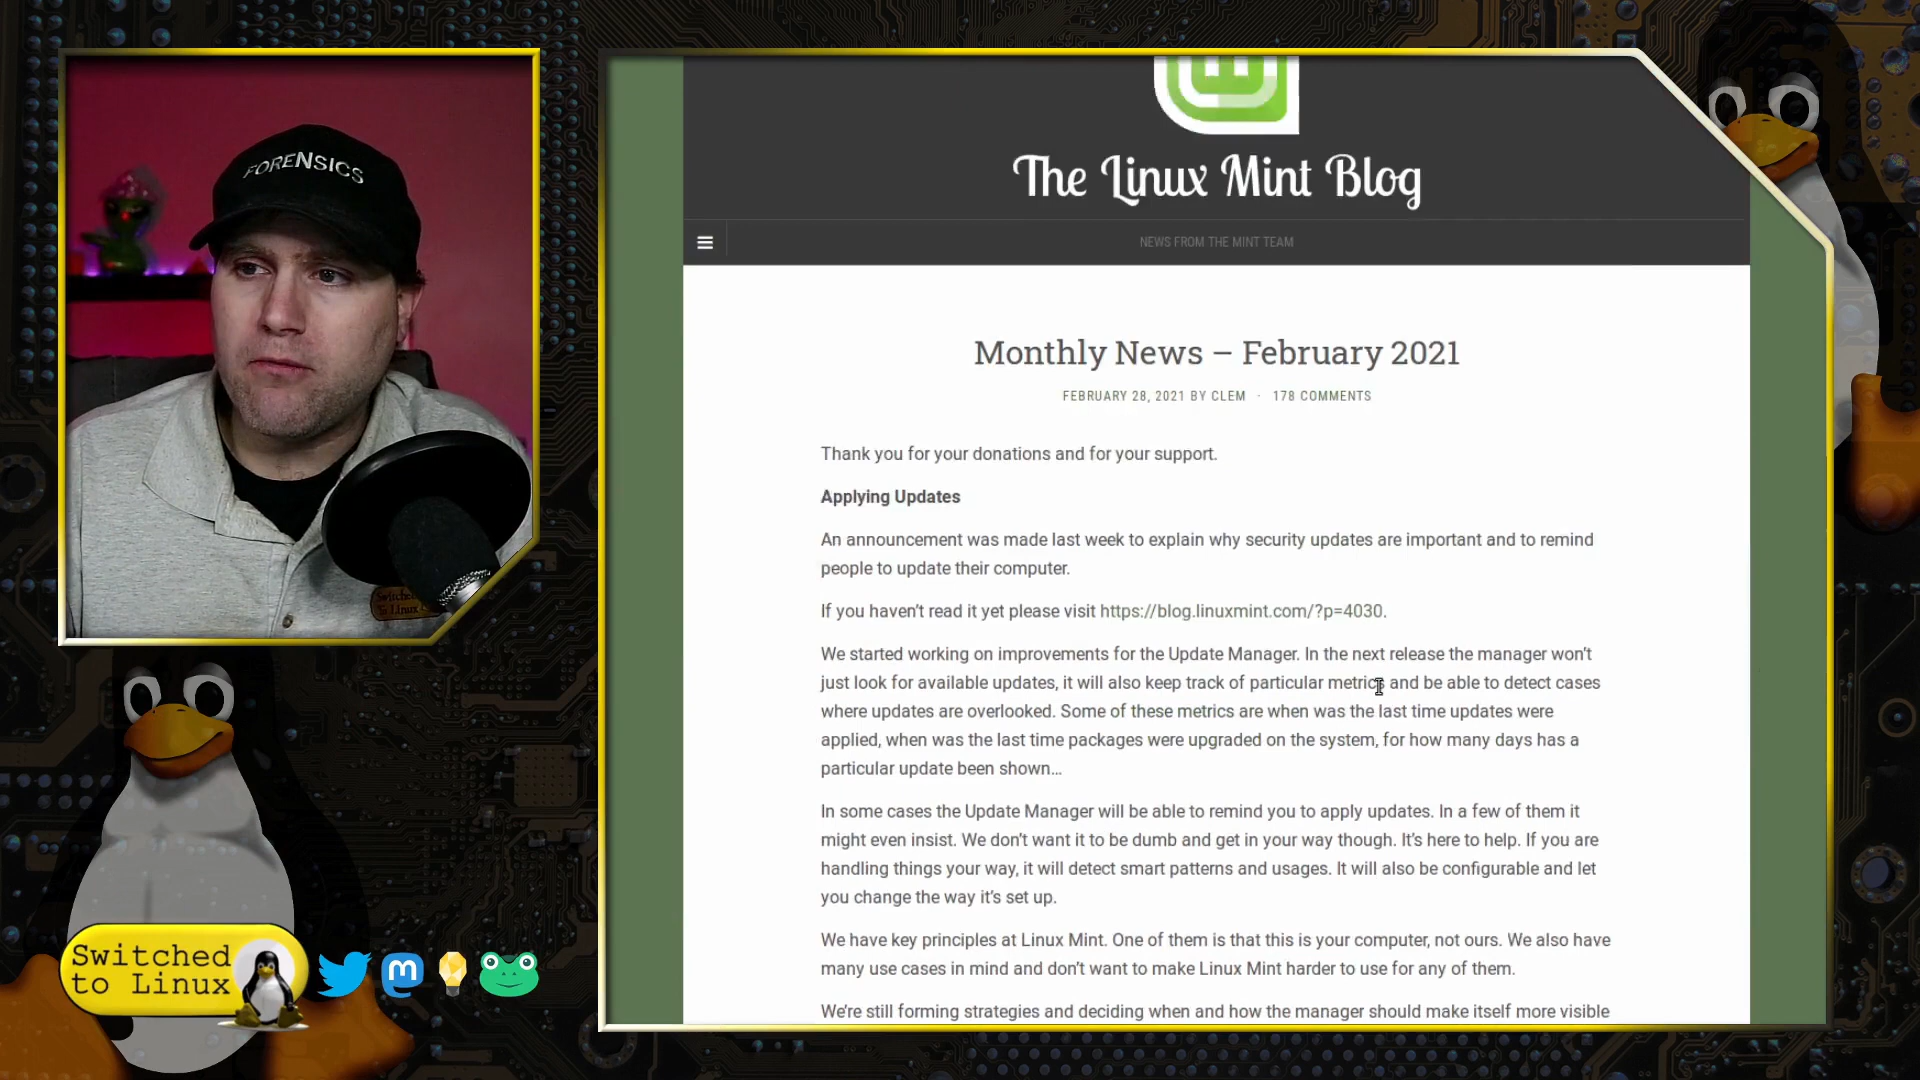 FORENSICS
Switched
To Linux
Switched
to Linux
The Linux Mint Blog
NEWS FROM THE MINT TEAM
Monthly News – February 2021
FEBRUARY 28, 2021 BY CLEM · 178 COMMENTS
Thank you for your donations and for your support.
Applying Updates
An announcement was made last week to explain why security updates are important and to remind
people to update their computer.
If you haven’t read it yet please visit https://blog.linuxmint.com/?p=4030.
We started working on improvements for the Update Manager. In the next release the manager won’t
just look for available updates, it will also keep track of particular metrics and be able to detect cases
where updates are overlooked. Some of these metrics are when was the last time updates were
applied, when was the last time packages were upgraded on the system, for how many days has a
particular update been shown…
In some cases the Update Manager will be able to remind you to apply updates. In a few of them it
might even insist. We don’t want it to be dumb and get in your way though. It’s here to help. If you are
handling things your way, it will detect smart patterns and usages. It will also be configurable and let
you change the way it’s set up.
We have key principles at Linux Mint. One of them is that this is your computer, not ours. We also have
many use cases in mind and don’t want to make Linux Mint harder to use for any of them.
We’re still forming strategies and deciding when and how the manager should make itself more visible